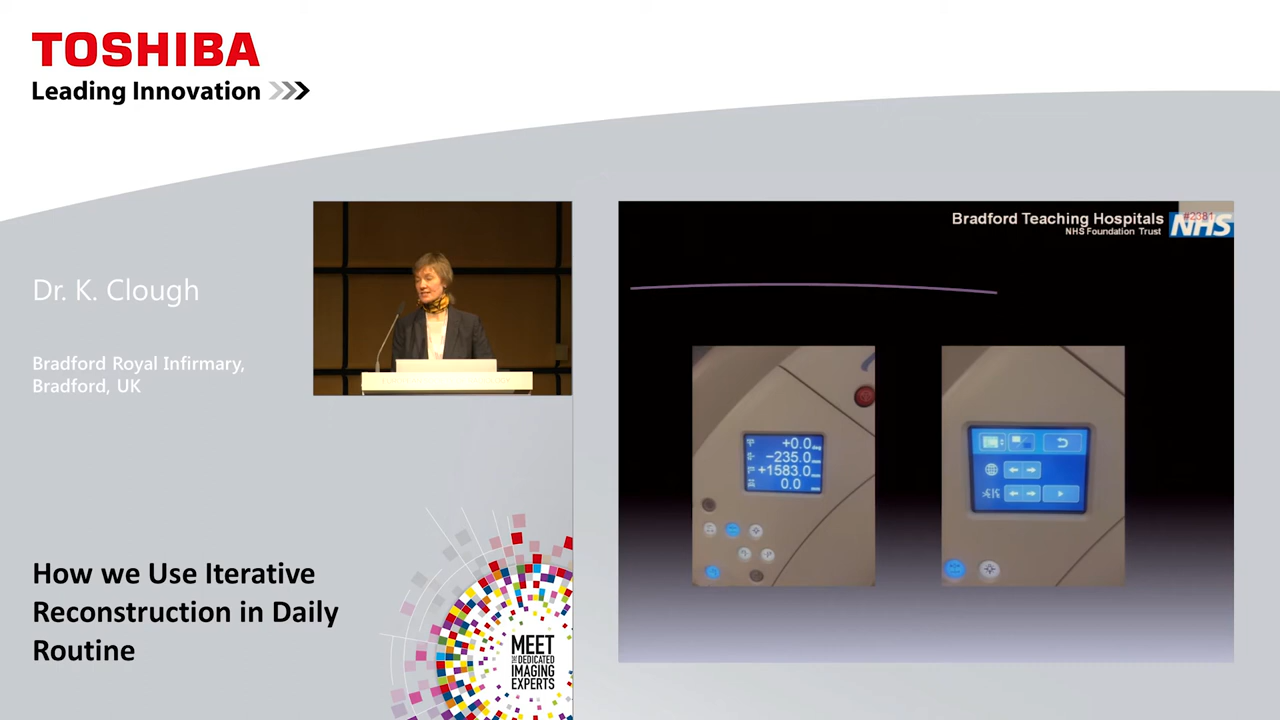 TOSHIBA
Leading Innovation
Dr. K. Clough
Bradford Royal Infirmary,
Bradford, UK
How we Use Iterative
Reconstruction in Daily
Routine
MEET
THE DEDICATED
IMAGING
EXPERTS
Bradford Teaching Hospitals
NHS Foundation Trust
#2381
NHS
+0.0 deg
-235.0
+1583.0
0.0